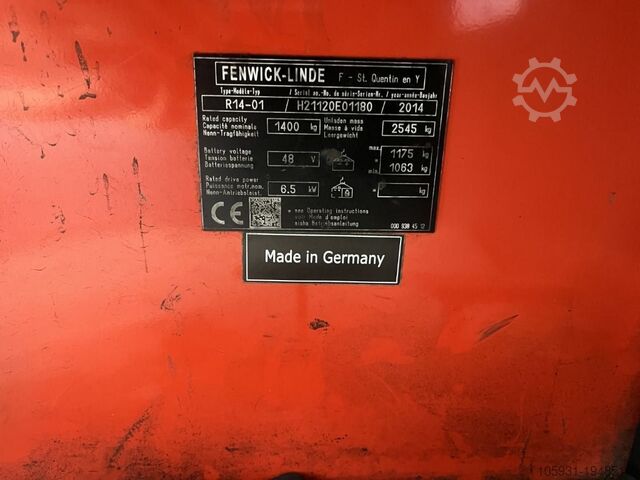 FENWICK-LINDE F - St. Quentin en Y
Type-Modèle-Typ / Serial no.-No. de série-Serien-Nr. / year-année-Baujahr
R14-01 / H21120E01180 / 2014
Rated capacity
Capacité nominale
Nenn-Tragfähigkeit
1400 kg
Unladen mass
Masse à vide
Leergewicht
2545 kg
Battery voltage
Tension batterie
Batteriespannung
48 V
max. 1175 kg
min. 1063 kg
Rated drive power
Puissance motr.nom.
Nenn-Antriebsleist.
6.5 kW
= kg
CE
see Operating instructions
voir Mode d'emploi
siehe Betriebsanleitung
000 938 45 12
Made in Germany